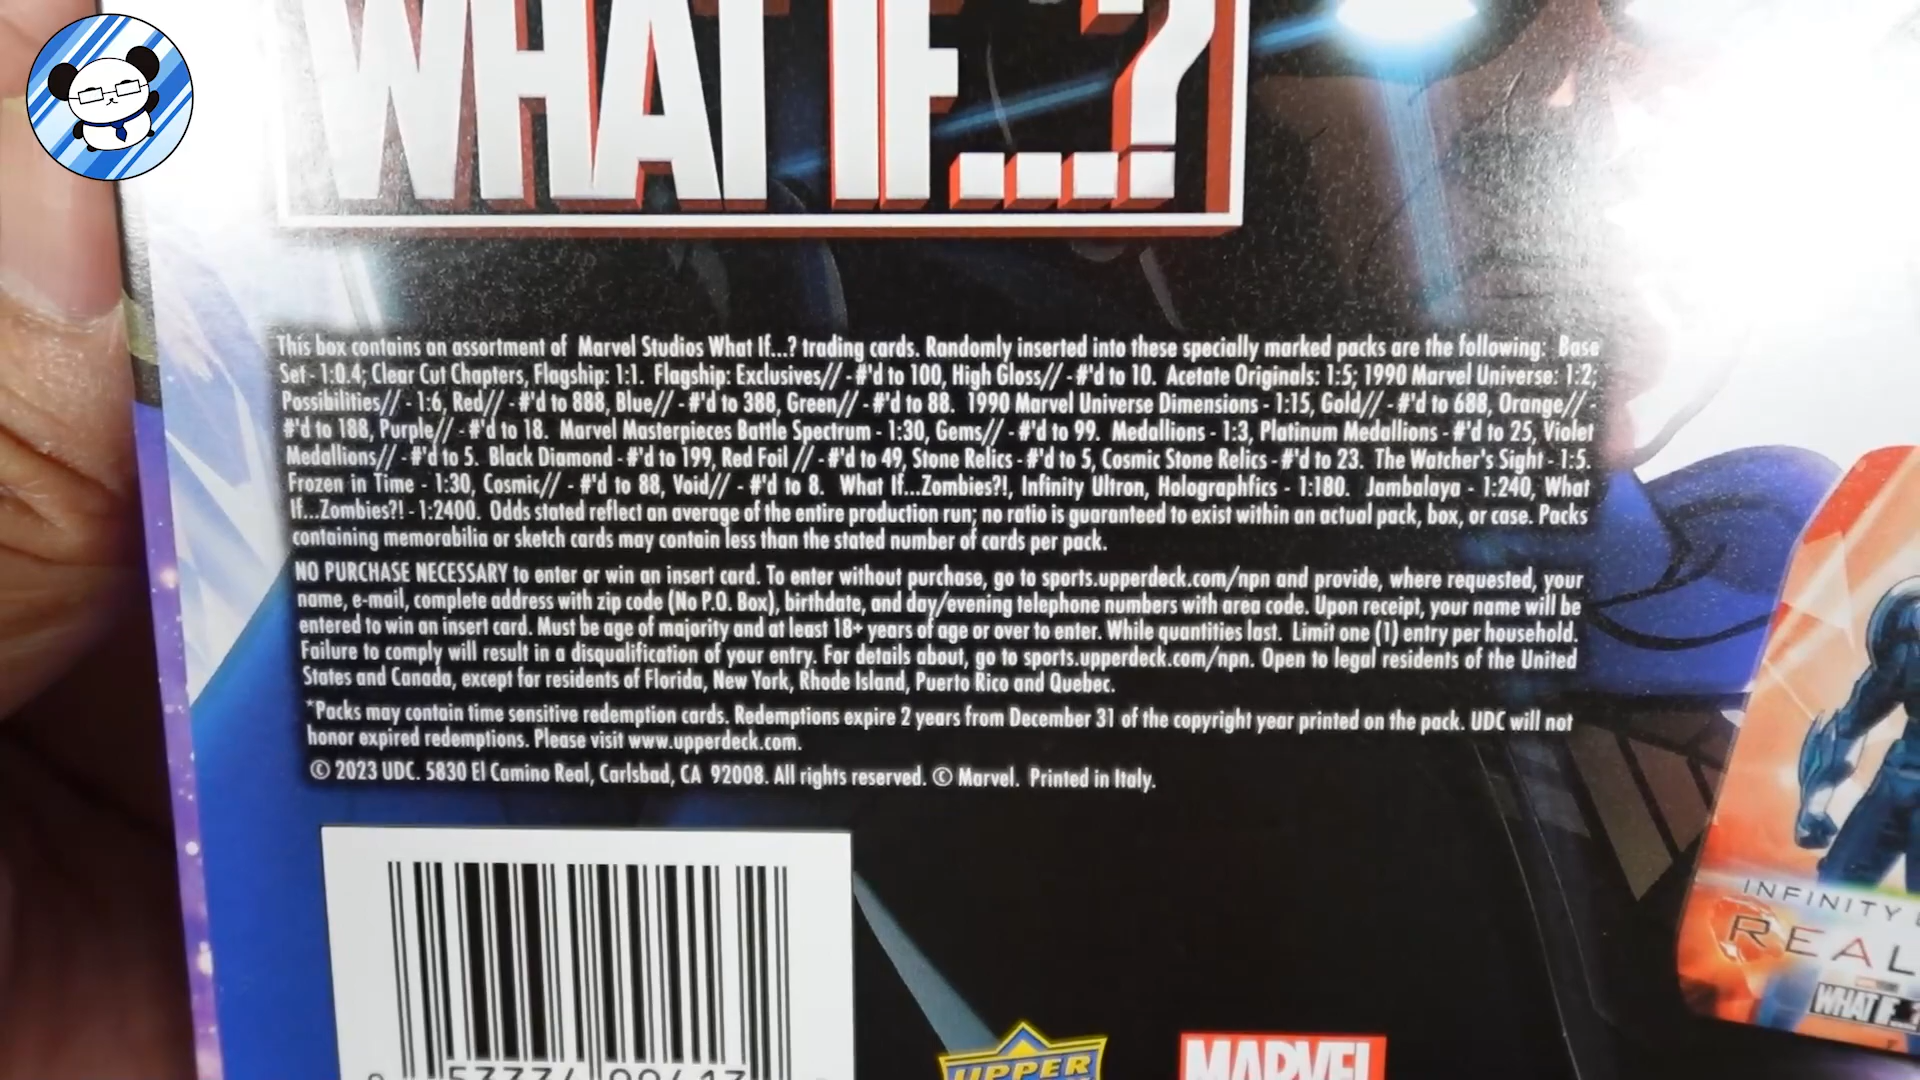 WHAT IF...?
This box contains an assortment of Marvel Studios What If...? trading cards. Randomly inserted into these specially marked packs are the following: Base
Set - 1:0.4; Clear Cut Chapters, Flagship: 1:1. Flagship: Exclusives// - #'d to 100, High Gloss// - #'d to 10. Acetate Originals: 1:5; 1990 Marvel Universe: 1:2;
Possibilities// - 1:6, Red// - #'d to 888, Blue// - #'d to 388, Green// - #'d to 88. 1990 Marvel Universe Dimensions - 1:15, Gold// - #'d to 688, Orange// -
#'d to 188, Purple// - #'d to 18. Marvel Masterpieces Battle Spectrum - 1:30, Gems// - #'d to 99. Medallions - 1:3, Platinum Medallions - #'d to 25, Violet
Medallions// - #'d to 5. Black Diamond - #'d to 199, Red Foil // - #'d to 49, Stone Relics - #'d to 5, Cosmic Stone Relics - #'d to 23. The Watcher's Sight - 1:5.
Frozen in Time - 1:30, Cosmic// - #'d to 88, Void// - #'d to 8. What If...Zombies?!, Infinity Ultron, Holographfics - 1:180. Jambalaya - 1:240, What
If...Zombies?! - 1:2400. Odds stated reflect an average of the entire production run; no ratio is guaranteed to exist within an actual pack, box, or case. Packs
containing memorabilia or sketch cards may contain less than the stated number of cards per pack.
NO PURCHASE NECESSARY to enter or win an insert card. To enter without purchase, go to sports.upperdeck.com/npn and provide, where requested, your
name, e-mail, complete address with zip code (No P.O. Box), birthdate, and day/evening telephone numbers with area code. Upon receipt, your name will be
entered to win an insert card. Must be age of majority and at least 18+ years of age or over to enter. While quantities last. Limit one (1) entry per household.
Failure to comply will result in a disqualification of your entry. For details about, go to sports.upperdeck.com/npn. Open to legal residents of the United
States and Canada, except for residents of Florida, New York, Rhode Island, Puerto Rico and Quebec.
*Packs may contain time sensitive redemption cards. Redemptions expire 2 years from December 31 of the copyright year printed on the pack. UDC will not
honor expired redemptions. Please visit www.upperdeck.com.
© 2023 UDC. 5830 El Camino Real, Carlsbad, CA 92008. All rights reserved. © Marvel. Printed in Italy.
INFINITY
REAL
WHAT IF...?
UPPER
MARVEL